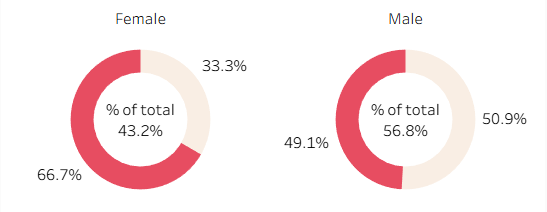 Female
Male
33.3%
% of total
43.2%
66.7%
50.9%
% of total
56.8%
49.1%